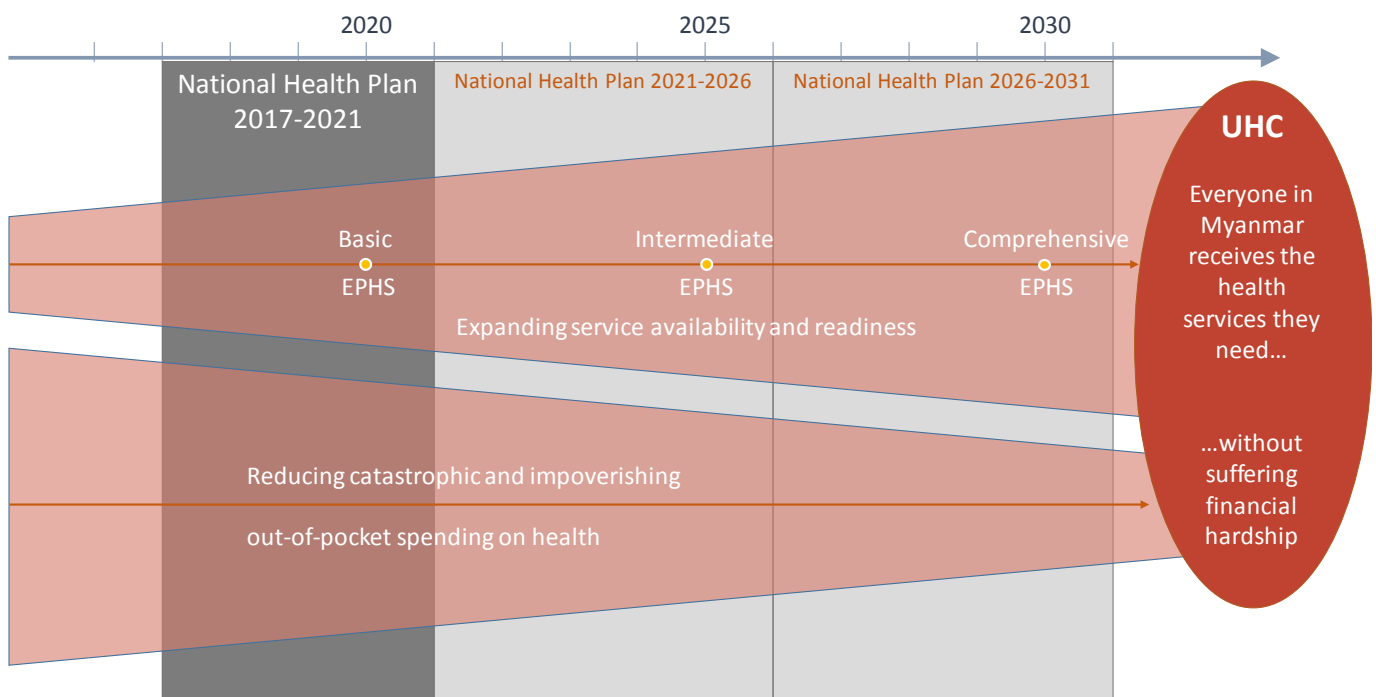 2020
2025
2030
National Health Plan
2017-2021
National Health Plan 2021-2026
National Health Plan 2026-2031
Basic
EPHS
Intermediate
EPHS
Comprehensive
EPHS
Expanding service availability and readiness
Reducing catastrophic and impoverishing
out-of-pocket spending on health
UHC
Everyone in
Myanmar
receives the
health
services they
need…
…without
suffering
financial
hardship